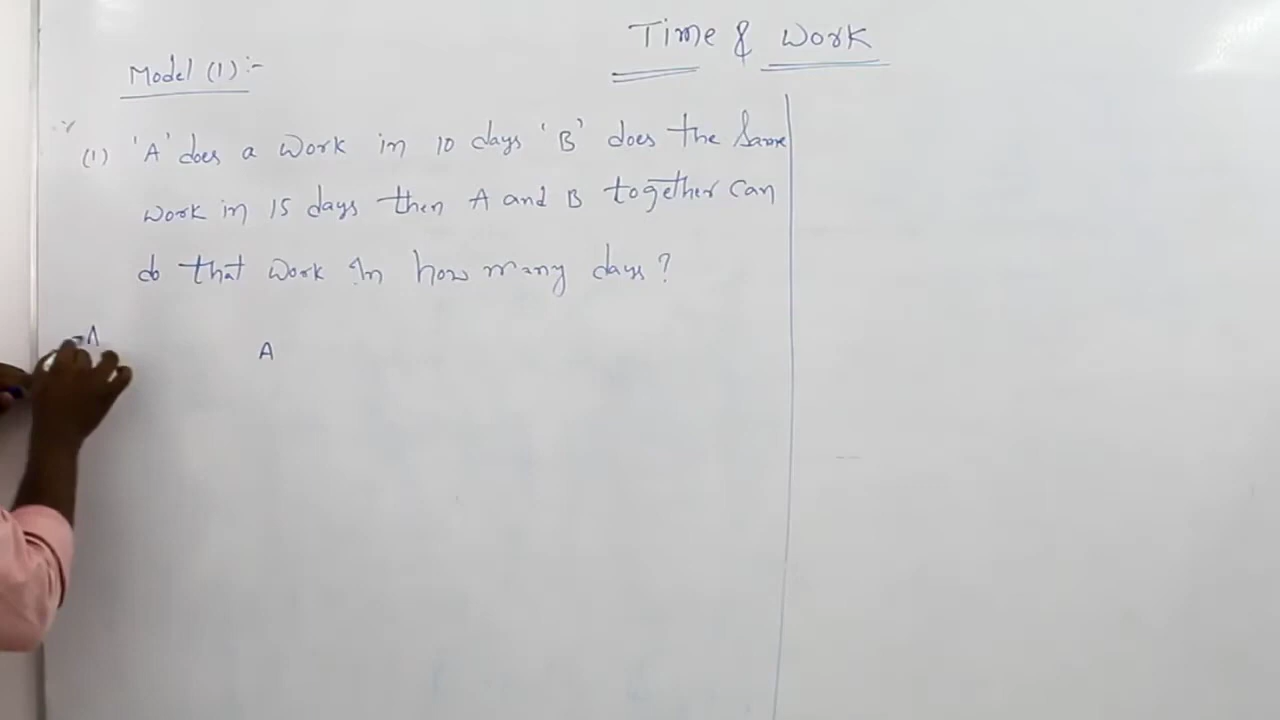 Time & Work
Model (1):-
(1) 'A' does a work in 10 days 'B' does the same
work in 15 days then A and B together can
do that work in how many days?
A
A